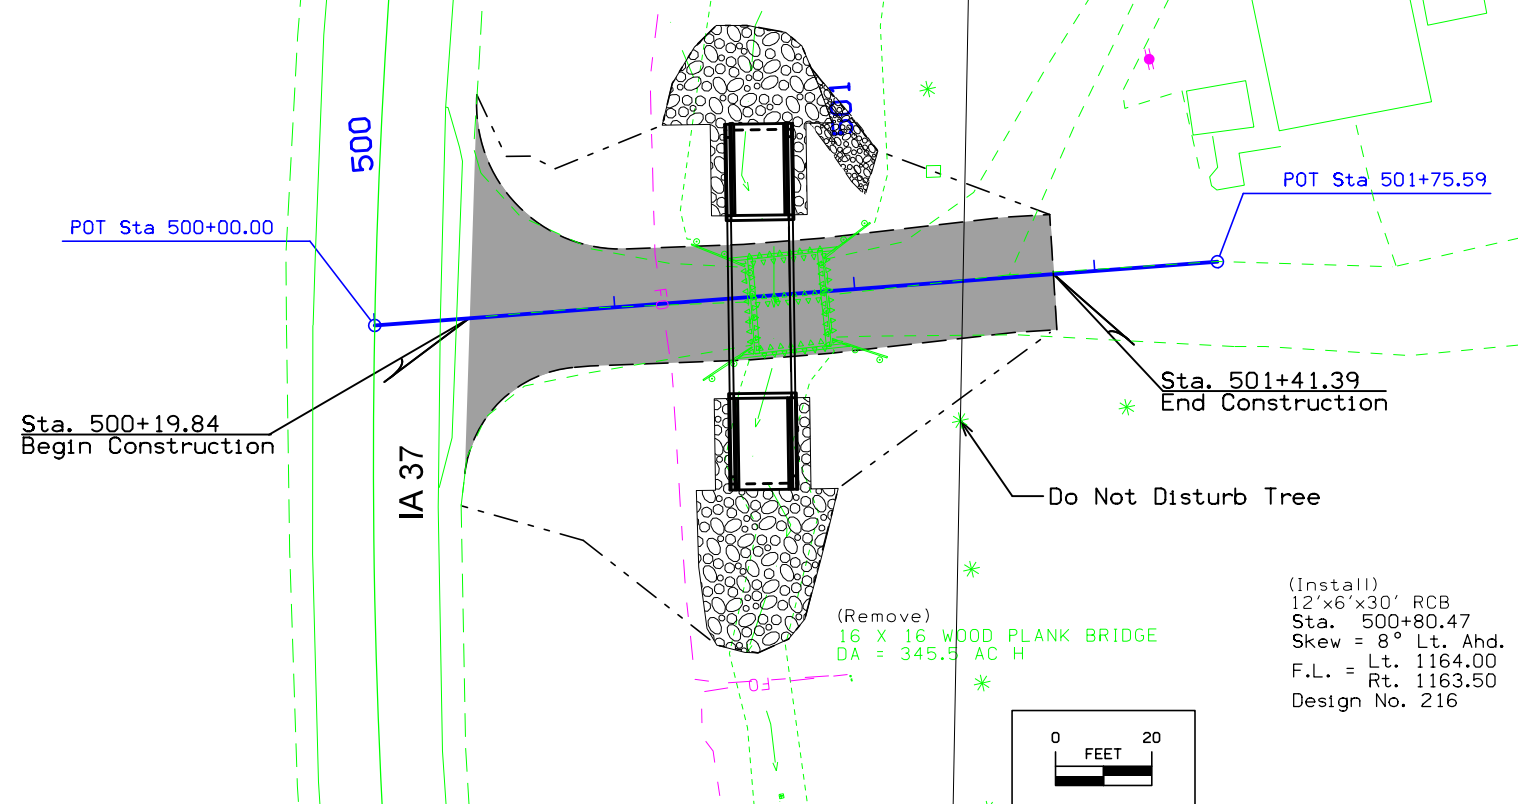 500
501
POT Sta 500+00.00
POT Sta 501+75.59
FO
Sta. 501+41.39
End Construction
Sta. 500+19.84
Begin Construction
IA 37
Do Not Disturb Tree
(Remove)
16 X 16 WOOD PLANK BRIDGE
DA = 345.5 AC H
(Install)
12'x6'x30' RCB
Sta. 500+80.47
Skew = 8° Lt. Ahd.
F.L. = Lt. 1164.00
Rt. 1163.50
Design No. 216
FO
0 20
FEET